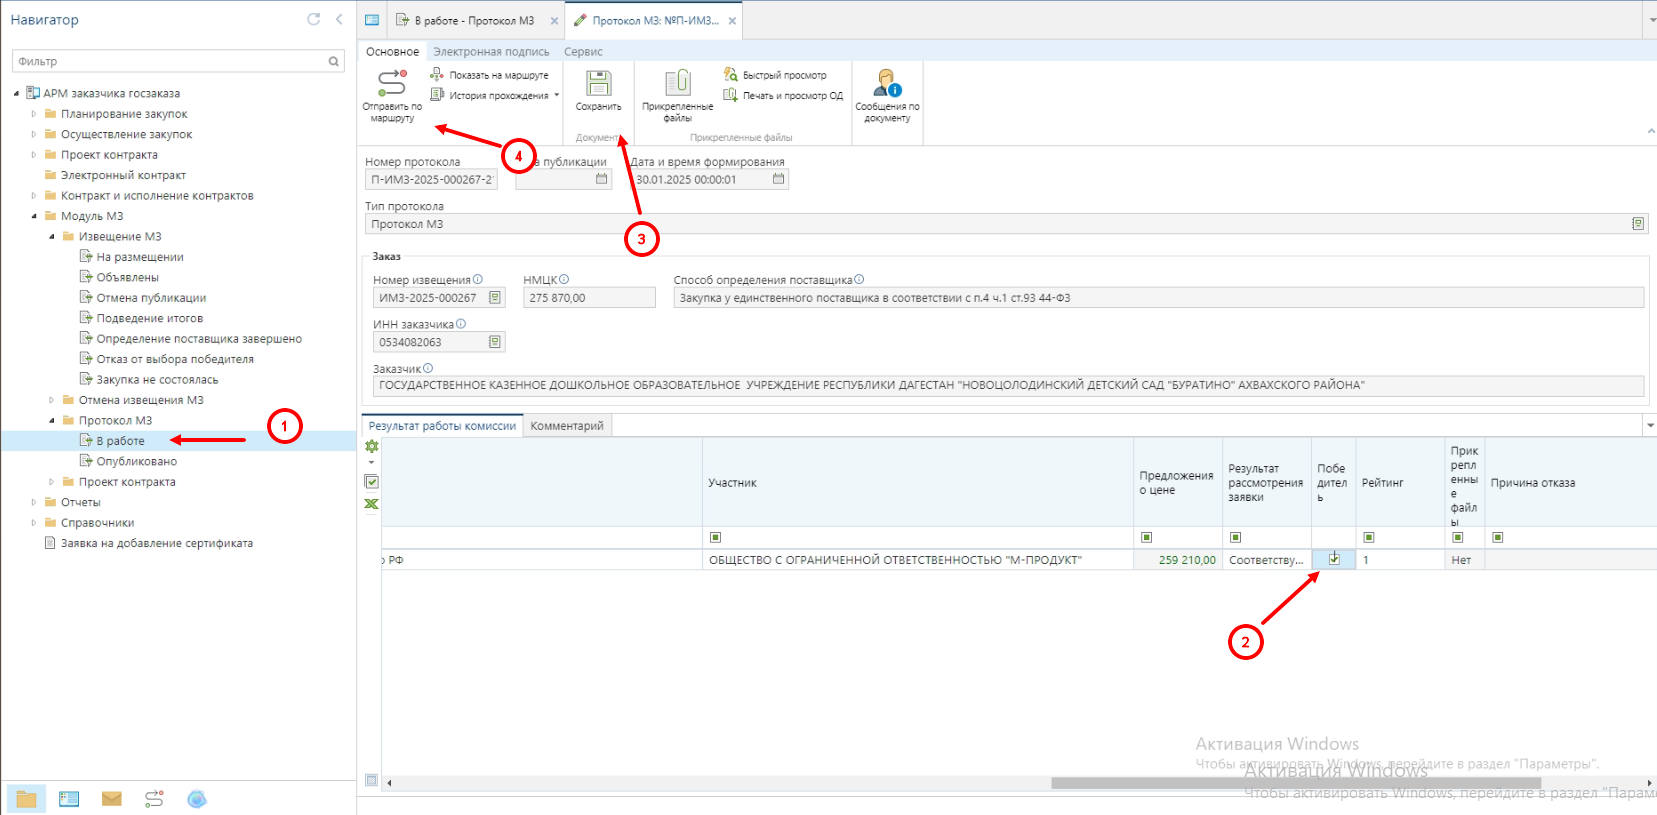 Навигатор
Фильтр
АРМ заказчика госзаказа
Планирование закупок
Осуществление закупок
Проект контракта
Электронный контракт
Контракт и исполнение контрактов
Модуль МЗ
Извещение МЗ
На размещении
Объявлены
Отмена публикации
Подведение итогов
Определение поставщика завершено
Отказ от выбора победителя
Закупка не состоялась
Отмена извещения МЗ
Протокол МЗ
В работе
1
Опубликовано
Проект контракта
Отчеты
Справочники
Заявка на добавление сертификата
В работе - Протокол МЗ
Протокол МЗ: №П-ИМЗ...
Основное Электронная подпись Сервис
Отправить по маршруту
Показать на маршруте
История прохождения
Сохранить
Документ
Прикрепленные файлы
Быстрый просмотр
Печать и просмотр ОД
Прикрепленные файлы
Сообщения по документу
4
3
Номер протокола
публикации
Дата и время формирования
П-ИМЗ-2025-000267-2
30.01.2025 00:00:01
Тип протокола
Протокол МЗ
Заказ
Номер извещения НМЦК Способ определения поставщика
ИМЗ-2025-000267 275 870,00 Закупка у единственного поставщика в соответствии с п.4 ч.1 ст.93 44-ФЗ
ИНН заказчика
0534082063
Заказчик
ГОСУДАРСТВЕННОЕ КАЗЕННОЕ ДОШКОЛЬНОЕ ОБРАЗОВАТЕЛЬНОЕ УЧРЕЖДЕНИЕ РЕСПУБЛИКИ ДАГЕСТАН "НОВОЦОЛОДИНСКИЙ ДЕТСКИЙ САД "БУРАТИНО" АХВАХСКОГО РАЙОНА"
Результат работы комиссии Комментарий
Участник
Предложения о цене
Результат рассмотрения заявки
Победитель
Рейтинг
Прикрепленные файлы
Причина отказа
РФ ОБЩЕСТВО С ОГРАНИЧЕННОЙ ОТВЕТСТВЕННОСТЬЮ "М-ПРОДУКТ" 259 210,00 Соответству... 1 Нет
2
Активация Windows
Чтобы активировать Windows, перейдите в раздел "Параметры".
Активация Windows
Чтобы активировать Windows, перейдите в раздел "Парам